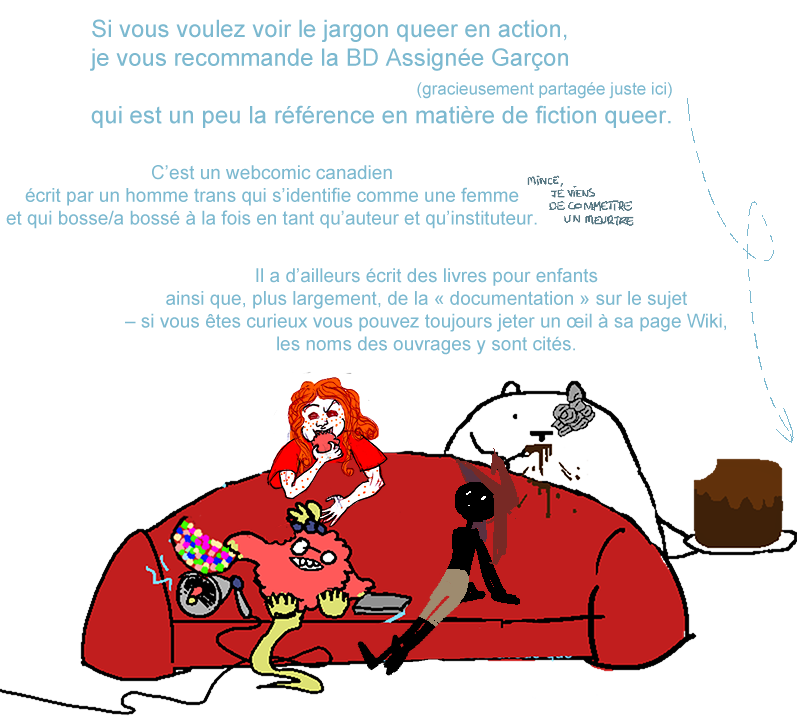 Si vous voulez voir le jargon queer en action,
je vous recommande la BD Assignée Garçon
(gracieusement partagée juste ici)
qui est un peu la référence en matière de fiction queer.
C’est un webcomic canadien
écrit par un homme trans qui s’identifie comme une femme
et qui bosse/a bossé à la fois en tant qu’auteur et qu’instituteur.
MINCE,
JE VIENS
DE COMMETTRE
UN MEURTRE
Il a d’ailleurs écrit des livres pour enfants
ainsi que, plus largement, de la « documentation » sur le sujet
– si vous êtes curieux vous pouvez toujours jeter un œil à sa page Wiki,
les noms des ouvrages y sont cités.